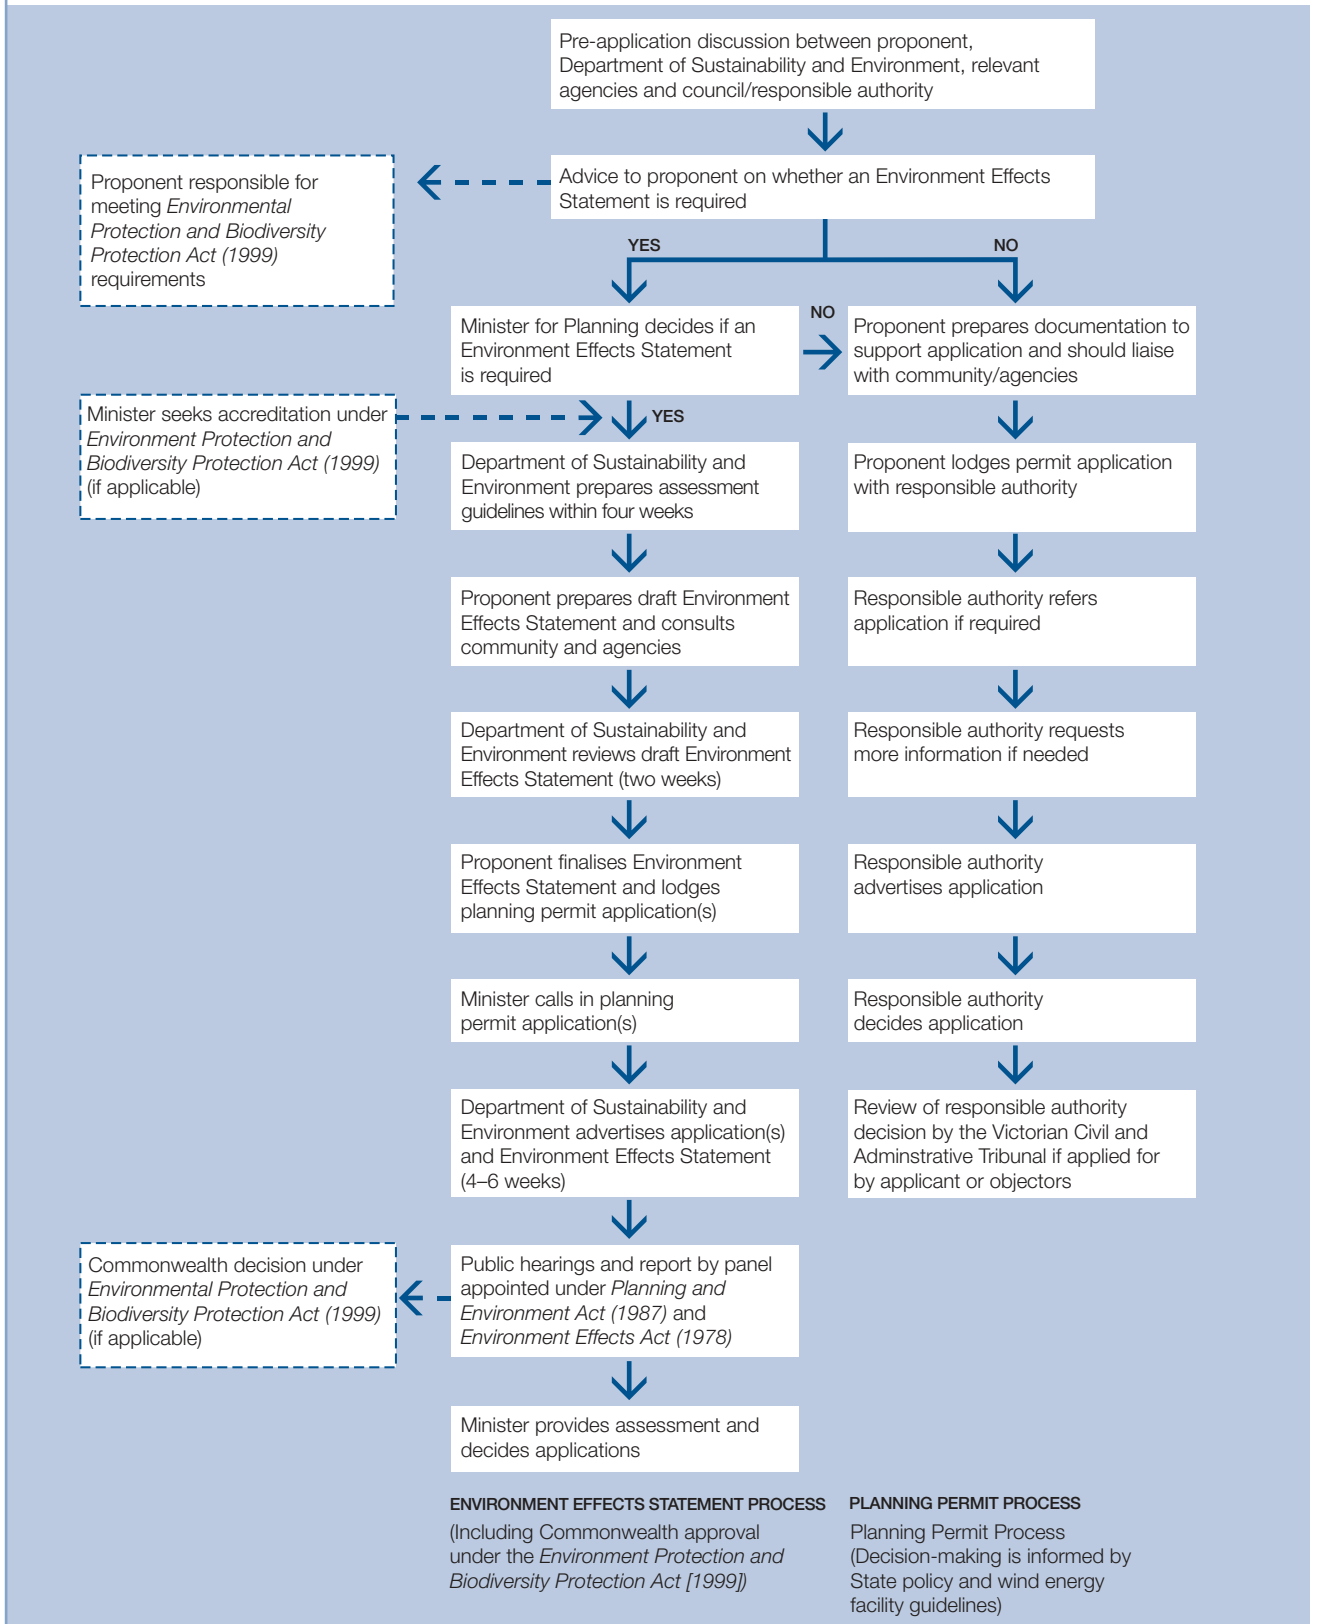 Pre-application discussion between proponent,
Department of Sustainability and Environment, relevant
agencies and council/responsible authority
Proponent responsible for
meeting Environmental
Protection and Biodiversity
Protection Act (1999)
requirements
Advice to proponent on whether an Environment Effects
Statement is required
YES
NO
Minister for Planning decides if an
Environment Effects Statement
is required
NO
Proponent prepares documentation to
support application and should liaise
with community/agencies
Minister seeks accreditation under
Environment Protection and
Biodiversity Protection Act (1999)
(if applicable)
YES
Department of Sustainability and
Environment prepares assessment
guidelines within four weeks
Proponent lodges permit application
with responsible authority
Proponent prepares draft Environment
Effects Statement and consults
community and agencies
Responsible authority refers
application if required
Department of Sustainability and
Environment reviews draft Environment
Effects Statement (two weeks)
Responsible authority requests
more information if needed
Proponent finalises Environment
Effects Statement and lodges
planning permit application(s)
Responsible authority
advertises application
Minister calls in planning
permit application(s)
Responsible authority
decides application
Department of Sustainability and
Environment advertises application(s)
and Environment Effects Statement
(4–6 weeks)
Review of responsible authority
decision by the Victorian Civil and
Adminstrative Tribunal if applied for
by applicant or objectors
Commonwealth decision under
Environmental Protection and
Biodiversity Protection Act (1999)
(if applicable)
Public hearings and report by panel
appointed under Planning and
Environment Act (1987) and
Environment Effects Act (1978)
Minister provides assessment and
decides applications
ENVIRONMENT EFFECTS STATEMENT PROCESS
(Including Commonwealth approval
under the Environment Protection and
Biodiversity Protection Act [1999])
PLANNING PERMIT PROCESS
Planning Permit Process
(Decision-making is informed by
State policy and wind energy
facility guidelines)